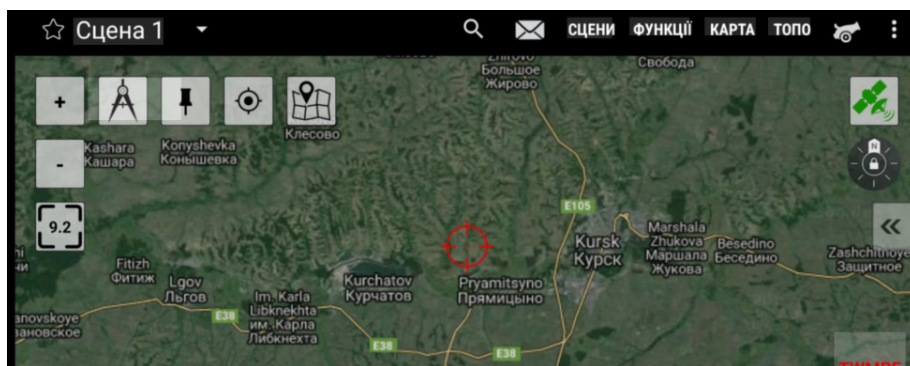 Сцена 1
СЦЕНИ ФУНКЦІЇ КАРТА ТОПО
Большое
Жирово
Свобода
+
Клесово
N
Kashara
Кашара
Konyshevka
Конышевка
-
9.2
E105
Kursk
Курск
Marshala
Zhukova
Маршала
Жукова
Besedino
Беседино
Zashchitnoye
Защитное
Fitizh
Фитиж
Lgov
Льгов
Im. Karla
Libknekhta
им. Карла
Либкнехта
Kurchatov
Курчатов
Pryamitsyno
Прямицыно
anovskoye
ановское
E38
E38
E38